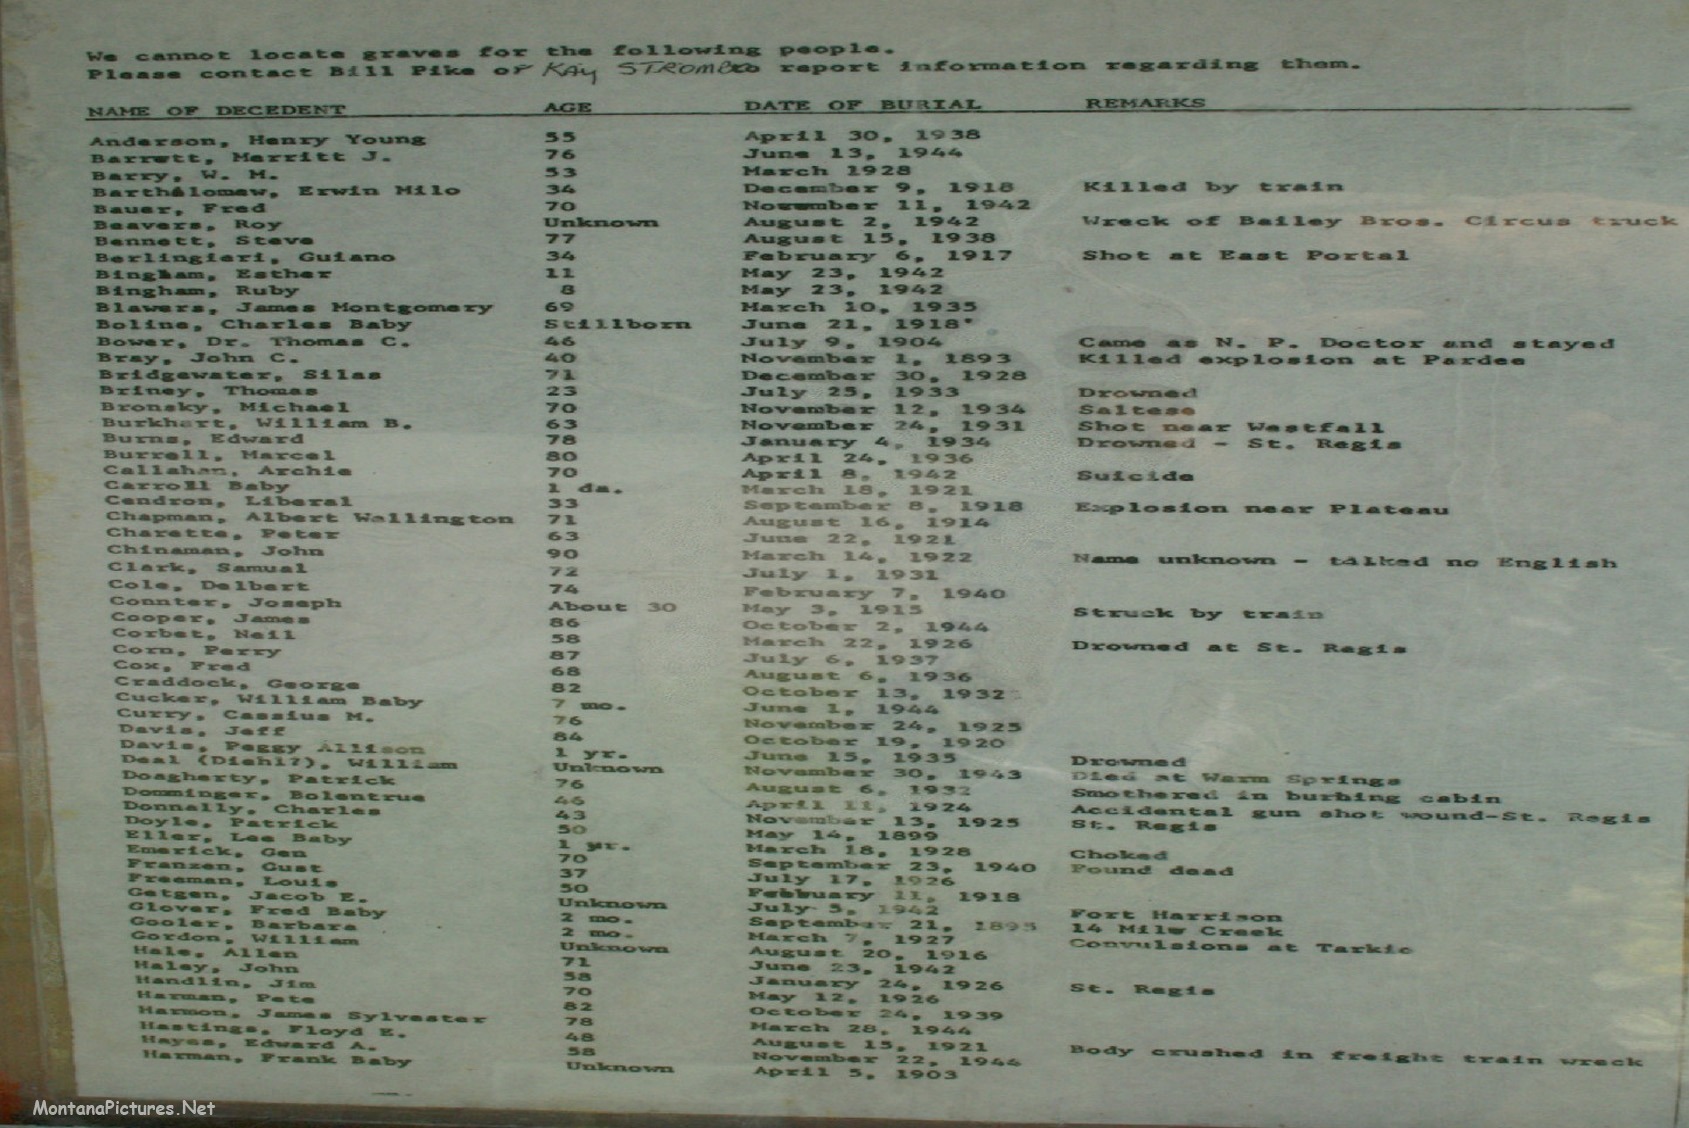 We cannot locate graves for the following people.
Please contact Bill Pike or KAY STROMBO to report information regarding them.
NAME OF DECEDENT AGE DATE OF BURIAL REMARKS
Anderson, Henry Young 55 April 30, 1938
Barrett, Merritt J. 76 June 13, 1944
Barry, W. M. 53 March 1928
Barthélomew, Erwin Milo 34 December 9, 1918 Killed by train
Bauer, Fred 70 November 11, 1942
Beavers, Roy Unknown August 2, 1942 Wreck of Bailey Bros. Circus truck
Bennett, Steve 77 August 15, 1938
Berlingieri, Guiano 34 February 6, 1917 Shot at East Portal
Bingham, Esther 11 May 23, 1942
Bingham, Ruby 8 May 23, 1942
Blawers, James Montgomery 69 March 10, 1935
Boline, Charles Baby Stillborn June 21, 1918
Bower, Dr. Thomas C. 46 July 9, 1904 Came as N. P. Doctor and stayed
Bray, John C. 40 November 1, 1893 Killed explosion at Pardee
Bridgewater, Silas 71 December 30, 1928
Briney, Thomas 23 July 25, 1933 Drowned
Bronsky, Michael 70 November 12, 1934 Saltese
Burkhart, William B. 63 November 24, 1931 Shot near Westfall
Burns, Edward 78 January 4, 1934 Drowned - St. Regis
Burrell, Marcel 80 April 24, 1936
Callahan, Archie 70 April 8, 1942 Suicide
Carroll Baby 1 da. March 18, 1921
Cendron, Liberal 33 September 8, 1918 Explosion near Plateau
Chapman, Albert Wellington 71 August 16, 1914
Charette, Peter 63 June 22, 1921
Chinaman, John 90 March 14, 1922 Name unknown - talked no English
Clark, Samual 72 July 1, 1931
Cole, Delbert 74 February 7, 1940
Connter, Joseph About 30 May 3, 1915 Struck by train
Cooper, James 86 October 2, 1944
Corbet, Neil 58 March 22, 1926 Drowned at St. Regis
Corn, Perry 87 July 6, 1937
Cox, Fred 68 August 6, 1936
Craddock, George 82 October 13, 1932
Cucker, William Baby 7 mo. June 1, 1944
Curry, Cassius M. 76 November 24, 1925
Davis, Jeff 84 October 19, 1920
Davis, Peggy Allison 1 yr. June 15, 1935 Drowned
Deal (Diehl?), William Unknown November 30, 1943 Died at Warm Springs
Doagherty, Patrick 76 August 6, 1932 Smothered in burbing cabin
Domminger, Bolentrue 46 April 11, 1924 Accidental gun shot wound-St. Regis
Donnally, Charles 43 November 13, 1925 St. Regis
Doyle, Patrick 50 May 14, 1899
Eller, Lee Baby 1 yr. March 18, 1928 Choked
Emerick, Gen 70 September 23, 1940 Found dead
Franzen, Gust 37 July 17, 1926
Freeman, Louis 50 February 11, 1918
Getgen, Jacob E. Unknown July 5, 1942 Fort Harrison
Glover, Fred Baby 2 mo. September 21, 1895 14 Mile Creek
Gooler, Barbara 2 mo. March 7, 1927 Convulsions at Tarkio
Gordon, William Unknown August 20, 1916
Hale, Allen 71 June 23, 1942
Haley, John 58 January 24, 1926 St. Regis
Handlin, Jim 70 May 12, 1926
Harman, Pete 82 October 24, 1939
Harmon, James Sylvester 78 March 28, 1944
Hastings, Floyd E. 48 August 15, 1921
Hayes, Edward A. 58 November 22, 1944 Body crushed in freight train wreck
Harman, Frank Baby Unknown April 5, 1903
MontanaPictures.Net